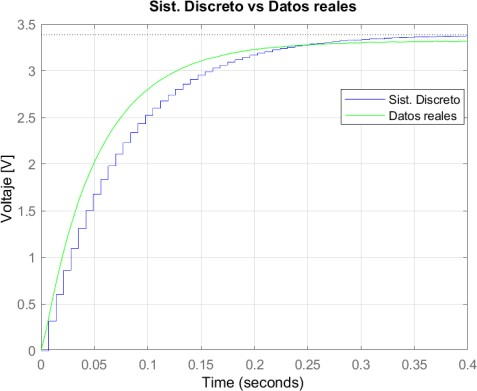 Sist. Discreto vs Datos reales
3.5
3
2.5
2
1.5
1
0.5
0
Voltaje [V]
Sist. Discreto
Datos reales
0 0.05 0.1 0.15 0.2 0.25 0.3 0.35 0.4
Time (seconds)